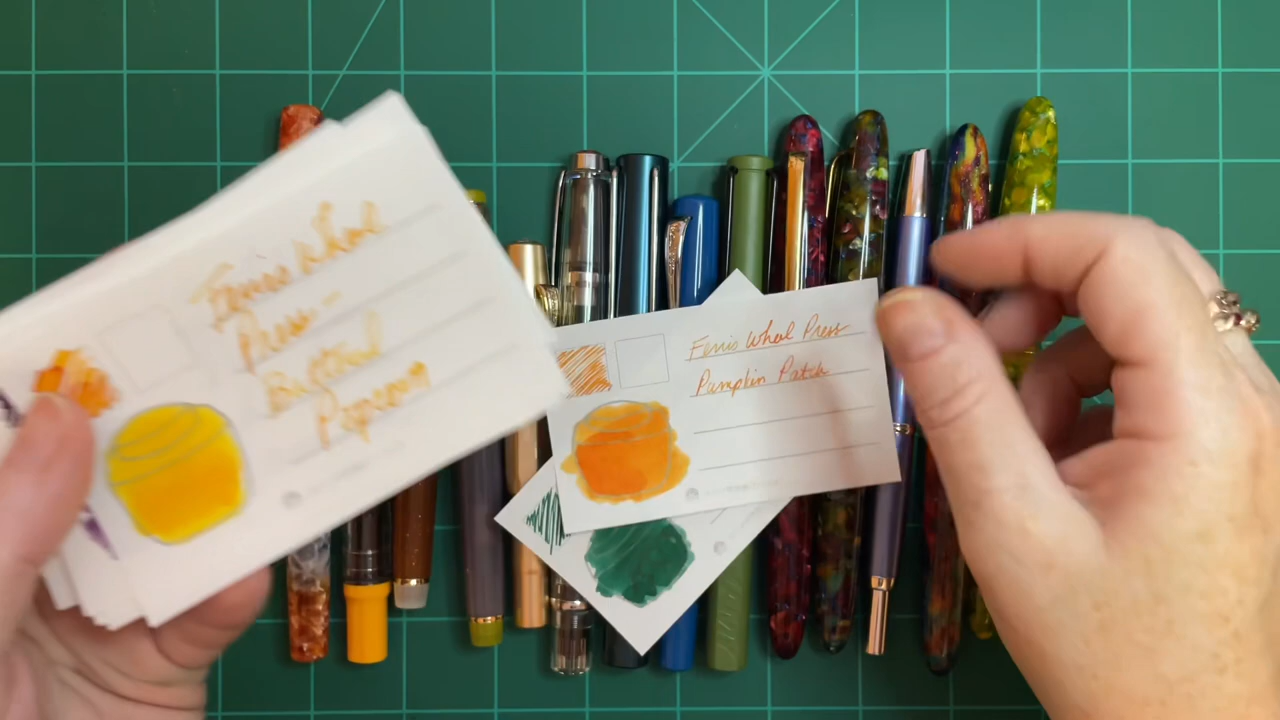 Ferris Wheel
Press -
Buttered
Popcorn
Ferris Wheel Press
Pumpkin Patch